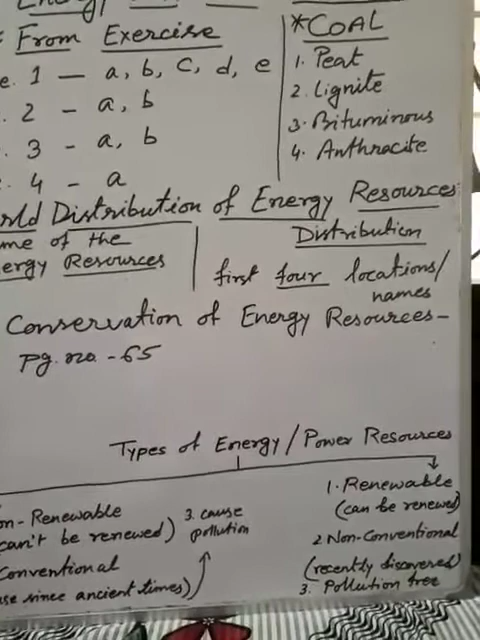 From Exercise
1 — a, b, c, d, e
2 - a, b
3 - a, b
4 - a
*COAL
1. Peat
2. Lignite
3. Bituminous
4. Anthracite
rld Distribution of Energy Resources
me of the
ergy Resources
Distribution
first four locations/
names
Conservation of Energy Resources-
Pg. no. - 65
Types of Energy/Power Resources
on-Renewable
can't be renewed)
Conventional
se since ancient times)
3. cause
pollution
1. Renewable
(can be renewed)
2 Non-Conventional
(recently discovered)
3. Pollution free